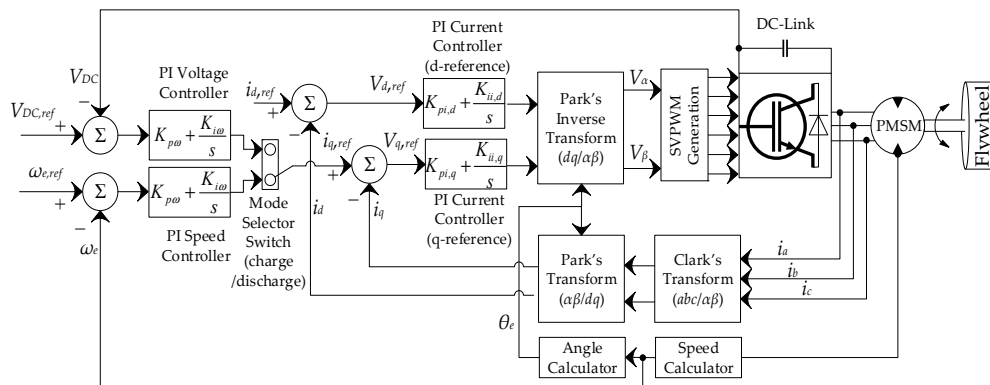 DC-Link
PI Current
Controller
(d-reference)
V_DC
PI Voltage
Controller
i_d,ref
V_d,ref
V_α
V_DC,ref
−
+
Σ
K_pω + K_iω/s
+
Σ
−
K_pi,d + K_ii,d/s
Park's
Inverse
Transform
(dq/αβ)
SVPWM
Generation
PMSM
Flywheel
i_q,ref
V_q,ref
V_β
ω_e,ref
+
Σ
−
K_pω + K_iω/s
+
Σ
−
K_pi,q + K_ii,q/s
ω_e
PI Speed
Controller
Mode
Selector
Switch
(charge
/discharge)
i_d
i_q
PI Current
Controller
(q-reference)
Park's
Transform
(αβ/dq)
Clark's
Transform
(abc/αβ)
i_a
i_b
i_c
θ_e
Angle
Calculator
Speed
Calculator